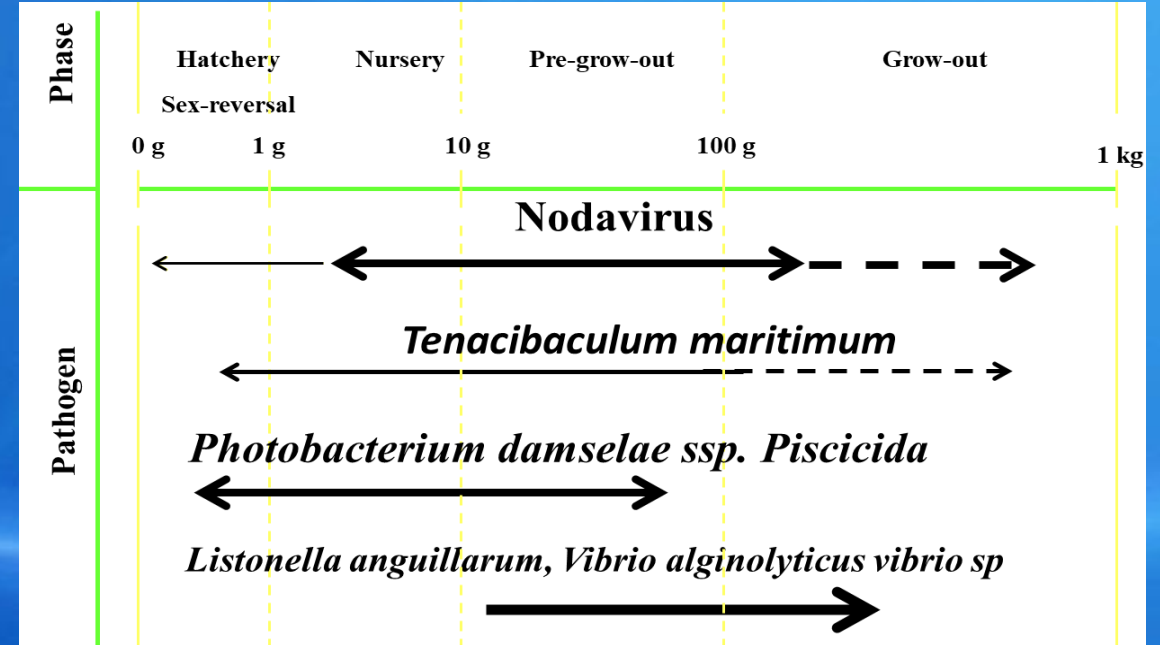 Phase
Hatchery
Nursery
Pre-grow-out
Grow-out
Sex-reversal
0 g
1 g
10 g
100 g
1 kg
Pathogen
Nodavirus
Tenacibaculum maritimum
Photobacterium damselae ssp. Piscicida
Listonella anguillarum, Vibrio alginolyticus vibrio sp